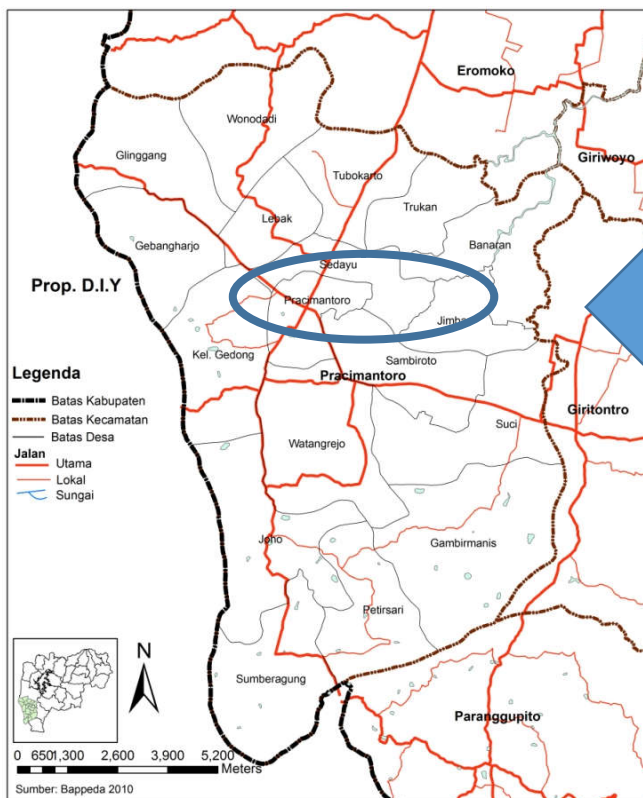 Eromoko
Wonodadi
Giriwoyo
Glinggang
Tubokarto
Trukan
Lebak
Gebangharjo
Banaran
Sedayu
Prop. D.I.Y
Pracimantoro
Kel. Gedong
Sambiroto
Pracimantoro
Giritontro
Suci
Watangrejo
Legenda
Batas Kabupaten
Batas Kecamatan
Batas Desa
Jalan
Utama
Lokal
Sungai
Joho
Gambirmanis
Petirsari
Sumberagung
Paranggupito
N
0 650 1,300 2,600 3,900 5,200
Meters
Sumber: Bappeda 2010